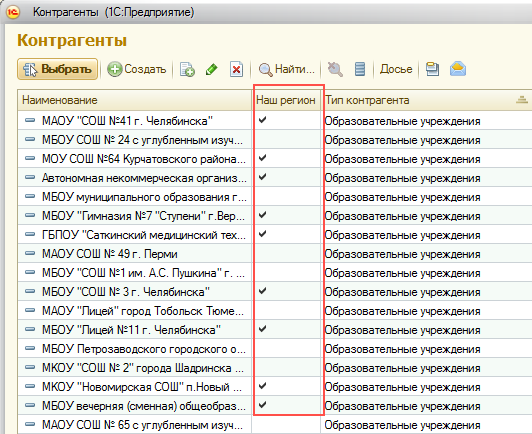 Контрагенты (1С:Предприятие)
Контрагенты
Выбрать Создать Найти... Досье
Наименование Наш регион Тип контрагента
МАОУ "СОШ №41 г. Челябинска" Образовательные учреждения
МБОУ СОШ № 24 с углубленным изуч... Образовательные учреждения
МОУ СОШ №64 Курчатовского района... Образовательные учреждения
Автономная некоммерческая организ... Образовательные учреждения
МБОУ муниципального образования г... Образовательные учреждения
МБОУ "Гимназия №7 "Ступени" г.Вер... Образовательные учреждения
ГБПОУ "Саткинский медицинский тех... Образовательные учреждения
МАОУ СОШ № 49 г. Перми Образовательные учреждения
МБОУ "СОШ №1 им. А.С. Пушкина" г. ... Образовательные учреждения
МБОУ "СОШ № 3 г. Челябинска" Образовательные учреждения
МАОУ "Лицей" город Тобольск Тюме... Образовательные учреждения
МБОУ "Лицей №11 г. Челябинска" Образовательные учреждения
МБОУ Петрозаводского городского о... Образовательные учреждения
МКОУ "СОШ № 2" города Шадринска Образовательные учреждения
МКОУ "Новомирская СОШ" п.Новый ... Образовательные учреждения
МБОУ вечерняя (сменная) общеобраз... Образовательные учреждения
МАОУ СОШ № 65 с углубленным изуч... Образовательные учреждения